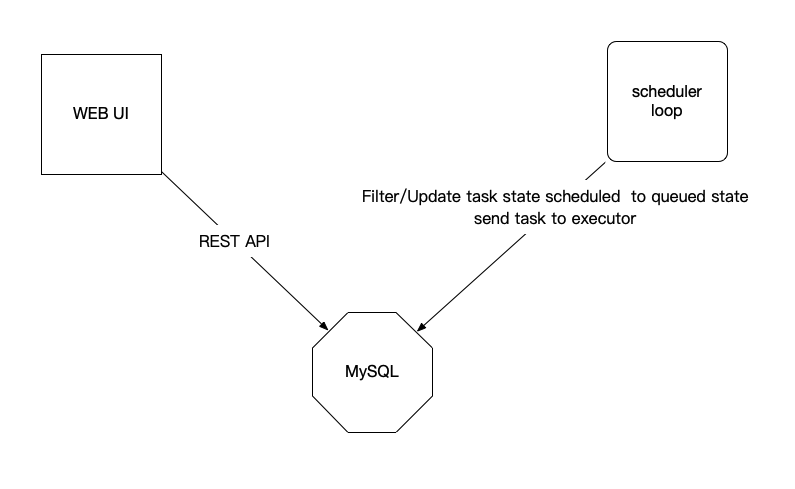 WEB UI
scheduler
loop
Filter/Update task state scheduled  to queued state
send task to executor
REST API
MySQL